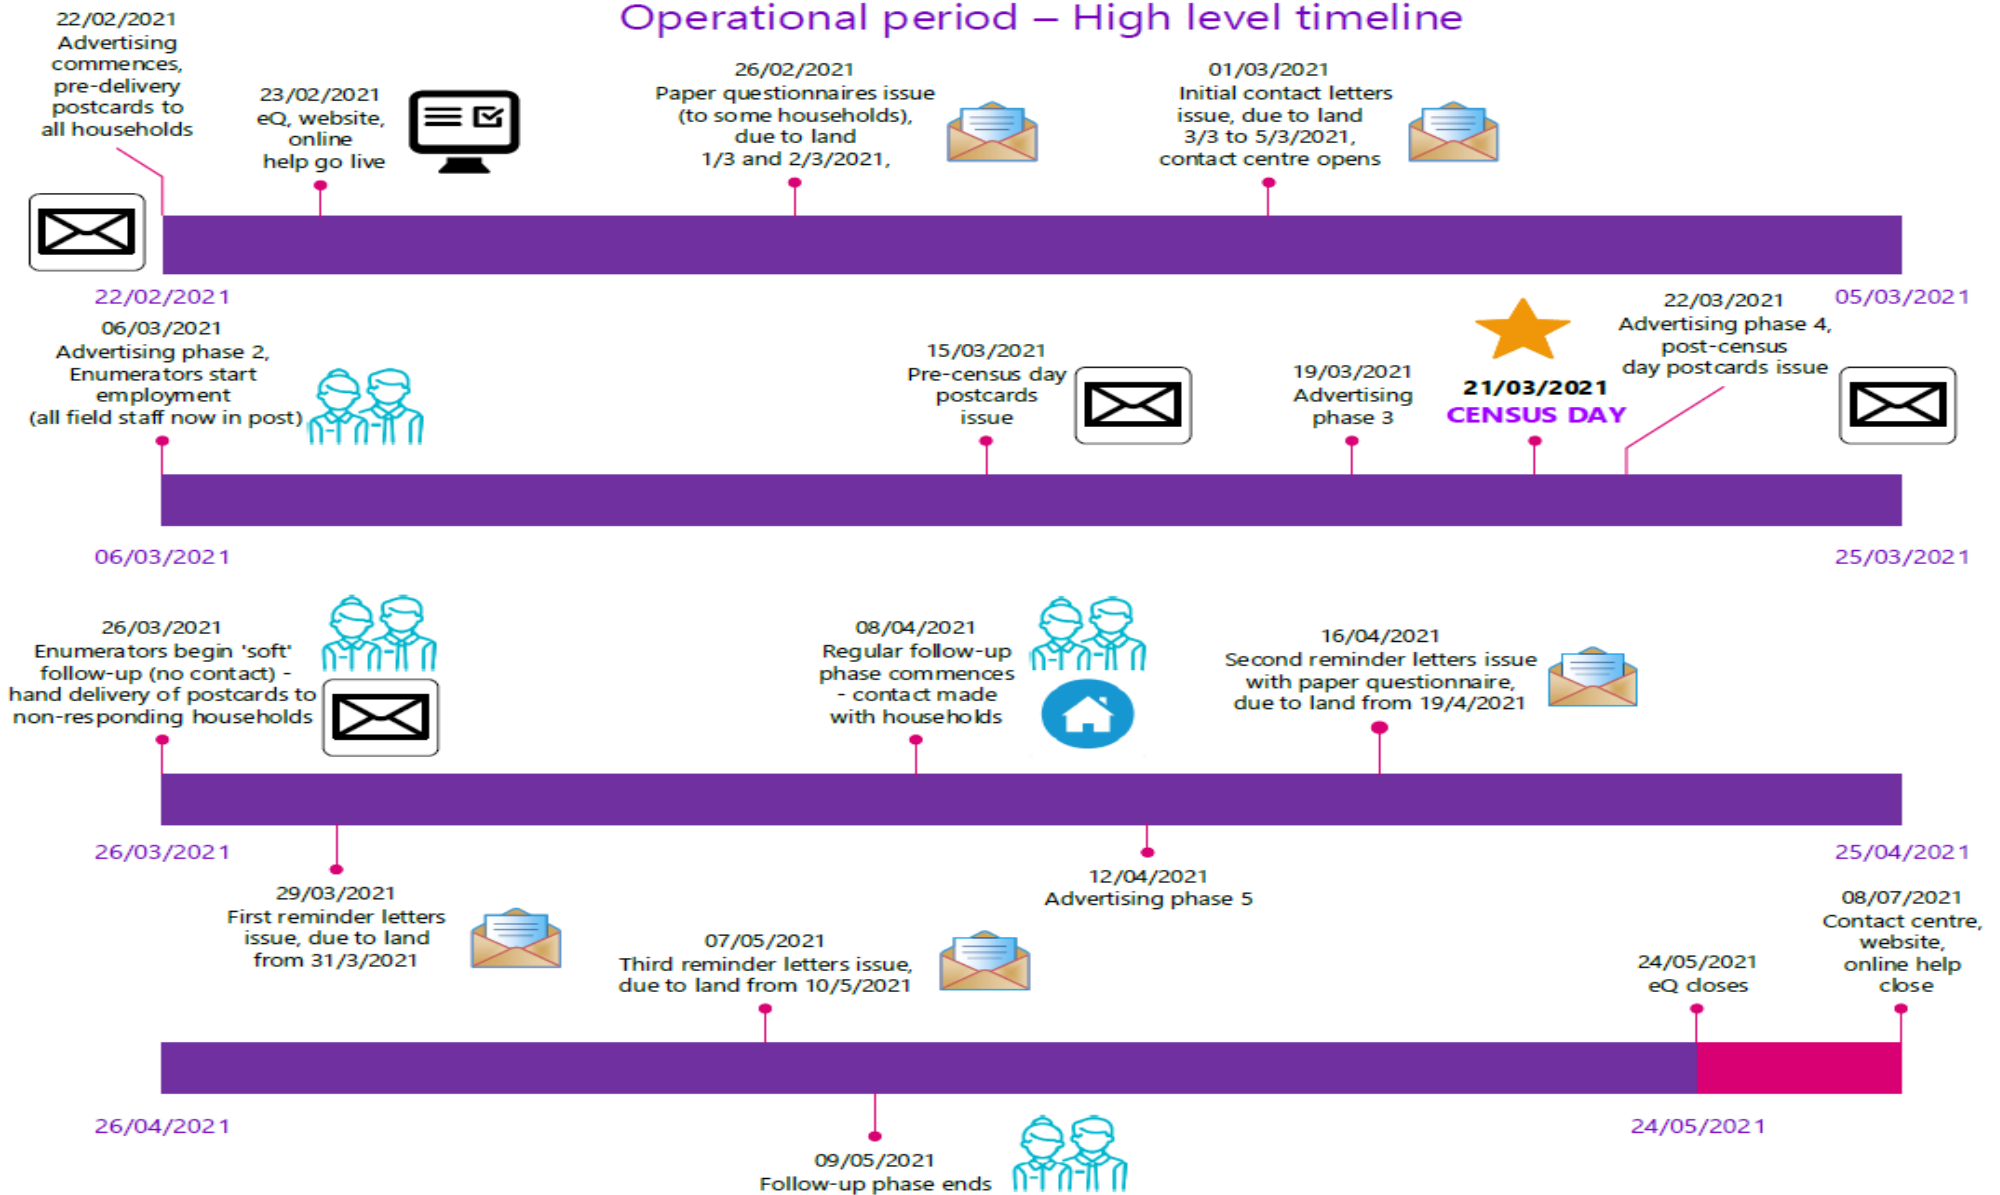 Operational period – High level timeline
22/02/2021
Advertising
commences,
pre-delivery
postcards to
all households
23/02/2021
eQ, website,
online
help go live
26/02/2021
Paper questionnaires issue
(to some households),
due to land
1/3 and 2/3/2021,
01/03/2021
Initial contact letters
issue, due to land
3/3 to 5/3/2021,
contact centre opens
22/02/2021
05/03/2021
06/03/2021
Advertising phase 2,
Enumerators start
employment
(all field staff now in post)
15/03/2021
Pre-census day
postcards
issue
19/03/2021
Advertising
phase 3
21/03/2021
CENSUS DAY
22/03/2021
Advertising phase 4,
post-census
day postcards issue
06/03/2021
25/03/2021
26/03/2021
Enumerators begin 'soft'
follow-up (no contact) -
hand delivery of postcards to
non-responding households
08/04/2021
Regular follow-up
phase commences
- contact made
with households
16/04/2021
Second reminder letters issue
with paper questionnaire,
due to land from 19/4/2021
26/03/2021
25/04/2021
29/03/2021
First reminder letters
issue, due to land
from 31/3/2021
12/04/2021
Advertising phase 5
07/05/2021
Third reminder letters issue,
due to land from 10/5/2021
24/05/2021
eQ closes
08/07/2021
Contact centre,
website,
online help
close
26/04/2021
24/05/2021
09/05/2021
Follow-up phase ends